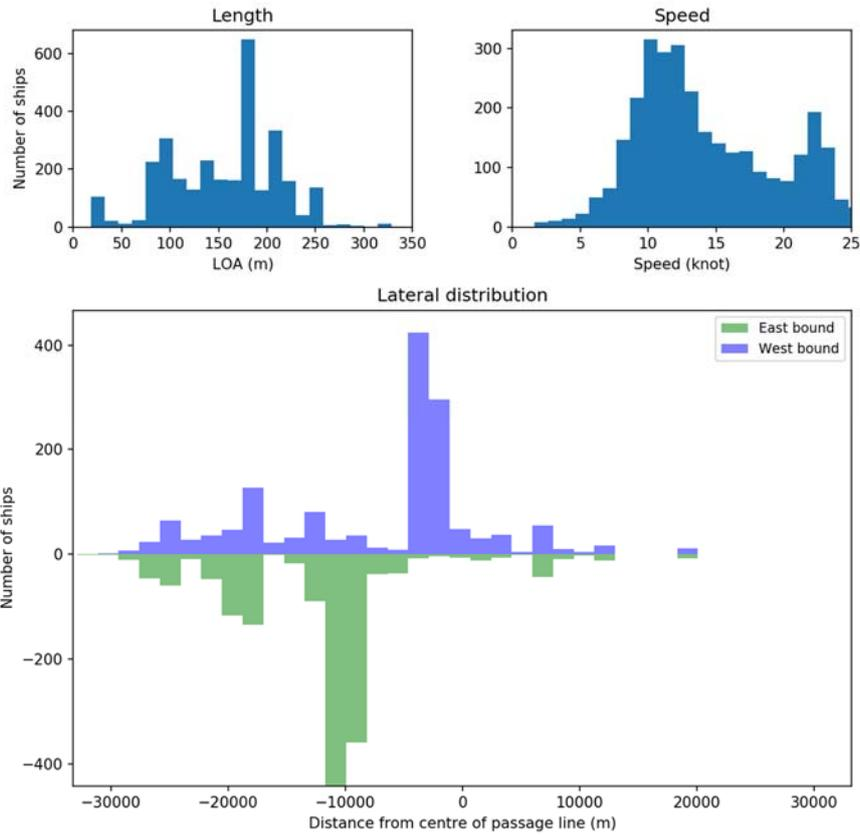 Length
Number of ships
600
400
200
0
0 50 100 150 200 250 300 350
LOA (m)
Speed
300
200
100
0
0 5 10 15 20 25
Speed (knot)
Lateral distribution
East bound
West bound
Number of ships
400
200
0
−200
−400
−30000 −20000 −10000 0 10000 20000 30000
Distance from centre of passage line (m)